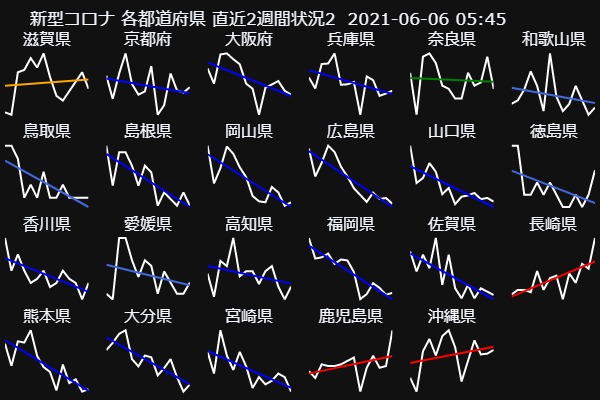 新型コロナ 各都道府県 直近2週間状況2 2021-06-06 05:45
滋賀県 京都府 大阪府 兵庫県 奈良県 和歌山県
鳥取県 島根県 岡山県 広島県 山口県 徳島県
香川県 愛媛県 高知県 福岡県 佐賀県 長崎県
熊本県 大分県 宮崎県 鹿児島県 沖縄県